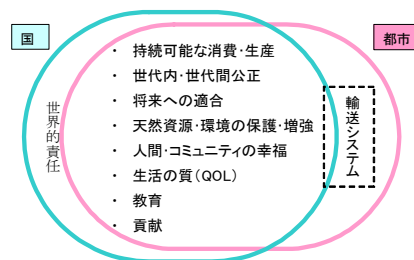 国
都市
世界的責任
・ 持続可能な消費・生産
・ 世代内・世代間公正
・ 将来への適合
・ 天然資源・環境の保護・増強
・ 人間・コミュニティの幸福
・ 生活の質（QOL）
・ 教育
・ 貢献
輸送システム